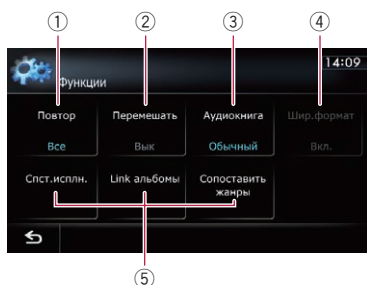 ① ② ③ ④
14:09
Функции
Повтор Перемешать Аудиокнига Шир.формат
Все Вык Обычный Вкл.
Спст.исплн. Link альбомы Сопоставить
жанры
⑤